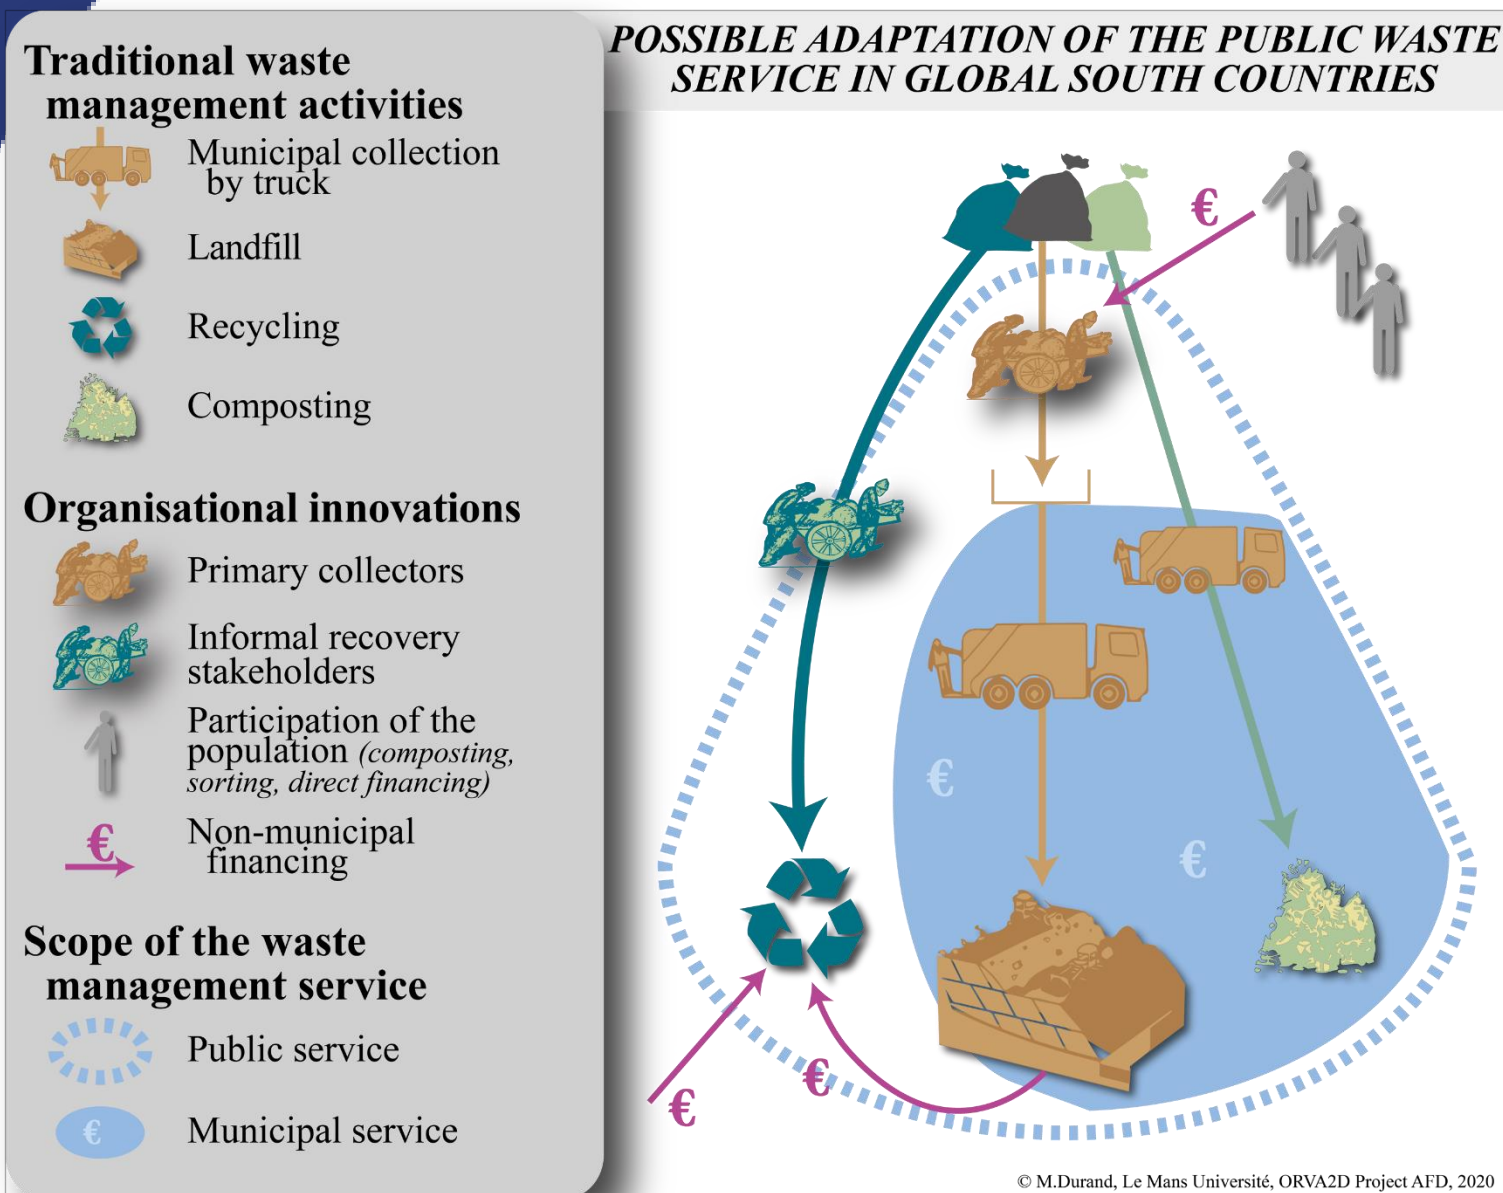 POSSIBLE ADAPTATION OF THE PUBLIC WASTE
SERVICE IN GLOBAL SOUTH COUNTRIES
Traditional waste
management activities
Municipal collection
by truck
Landfill
Recycling
Composting
Organisational innovations
Primary collectors
Informal recovery
stakeholders
Participation of the
population (composting,
sorting, direct financing)
€
Non-municipal
financing
Scope of the waste
management service
Public service
€
Municipal service
€
€
€
€
€
© M.Durand, Le Mans Université, ORVA2D Project AFD, 2020